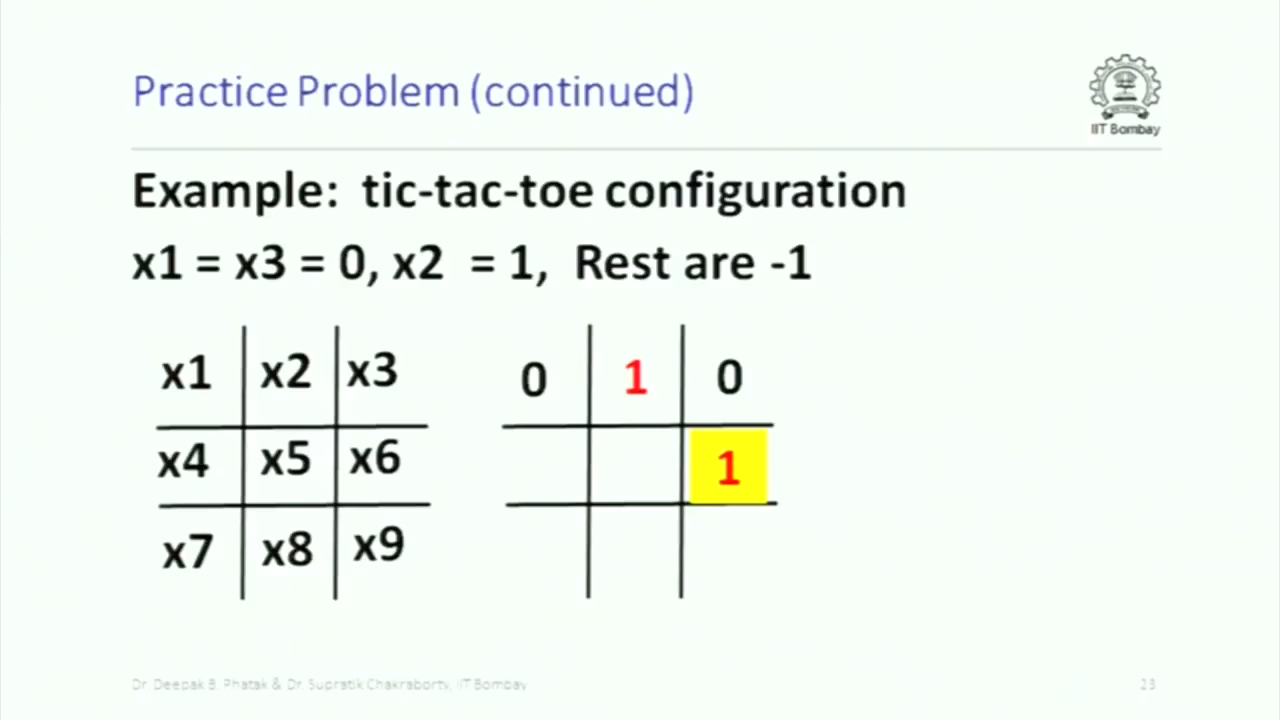 Practice Problem (continued)
IIT Bombay
Example: tic-tac-toe configuration
x1 = x3 = 0, x2 = 1, Rest are -1
x1 x2 x3
x4 x5 x6
x7 x8 x9
0 1 0
1
Dr. Deepak B. Phatak & Dr. Supratik Chakraborty, IIT Bombay
23